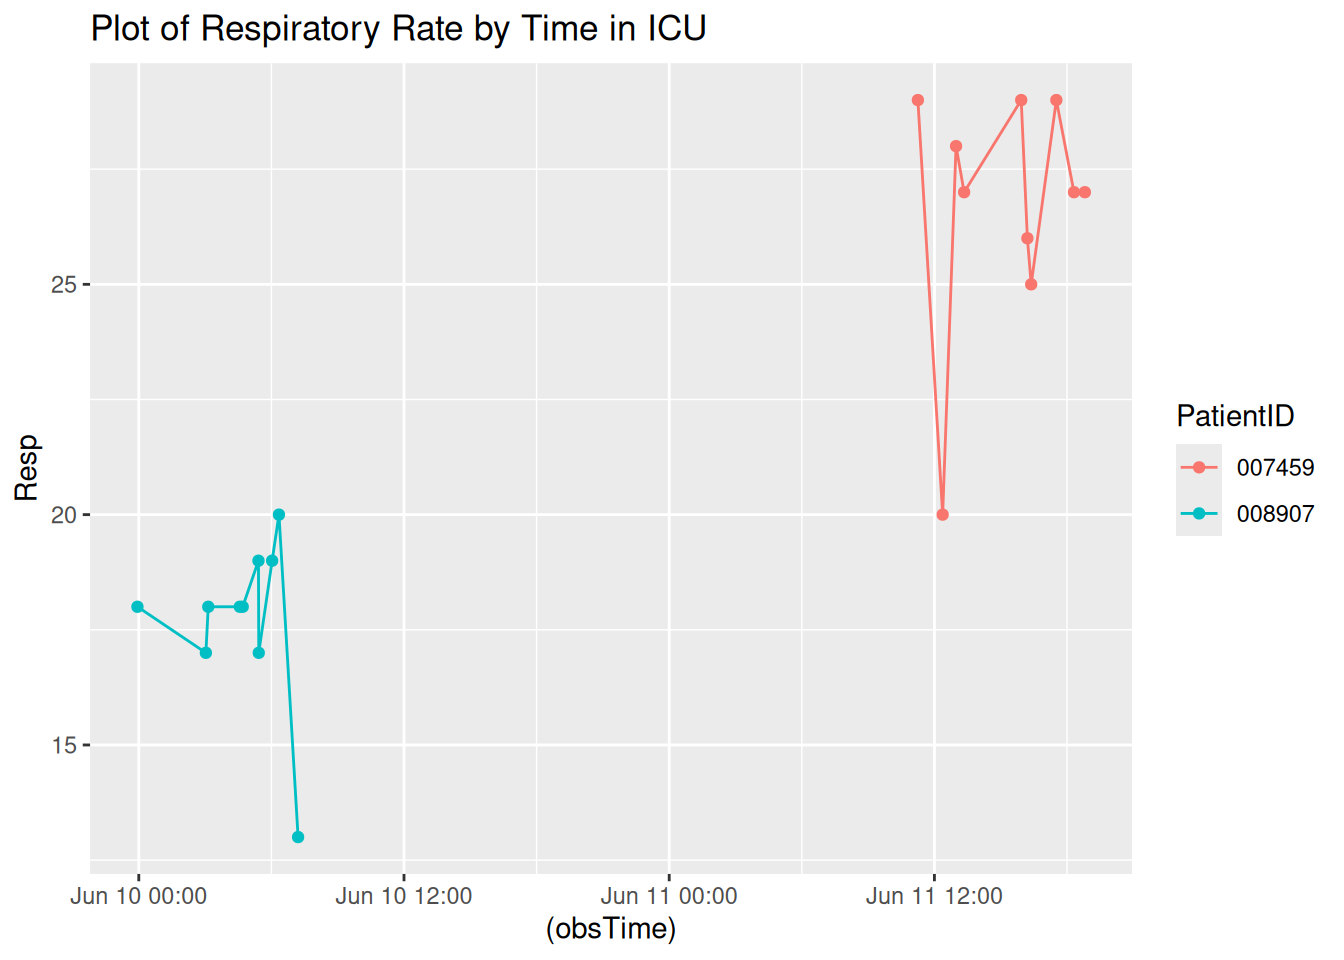 Plot of Respiratory Rate by Time in ICU
Resp
25
20
15
Jun 10 00:00 Jun 10 12:00 Jun 11 00:00 Jun 11 12:00
(obsTime)
PatientID
007459
008907